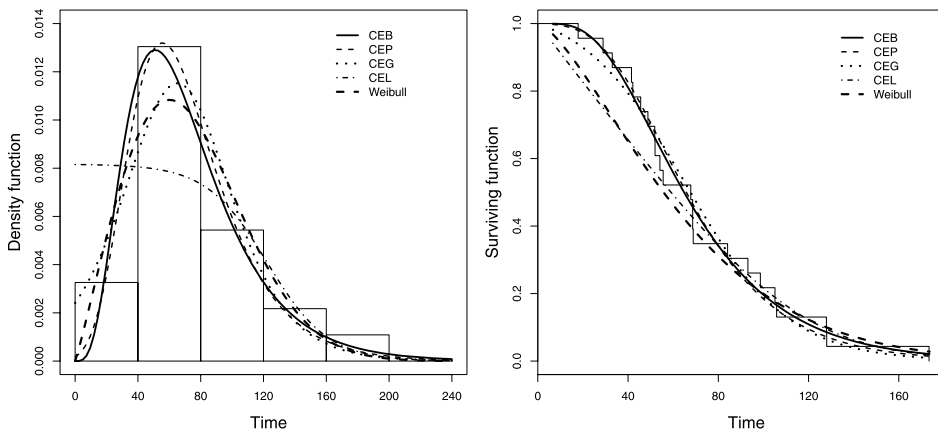 Density function
0.014
0.012
0.010
0.008
0.006
0.004
0.002
0.000
0 40 80 120 160 200 240
Time
CEB
CEP
CEG
CEL
Weibull
Surviving function
1.0
0.8
0.6
0.4
0.2
0.0
0 40 80 120 160
Time
CEB
CEP
CEG
CEL
Weibull